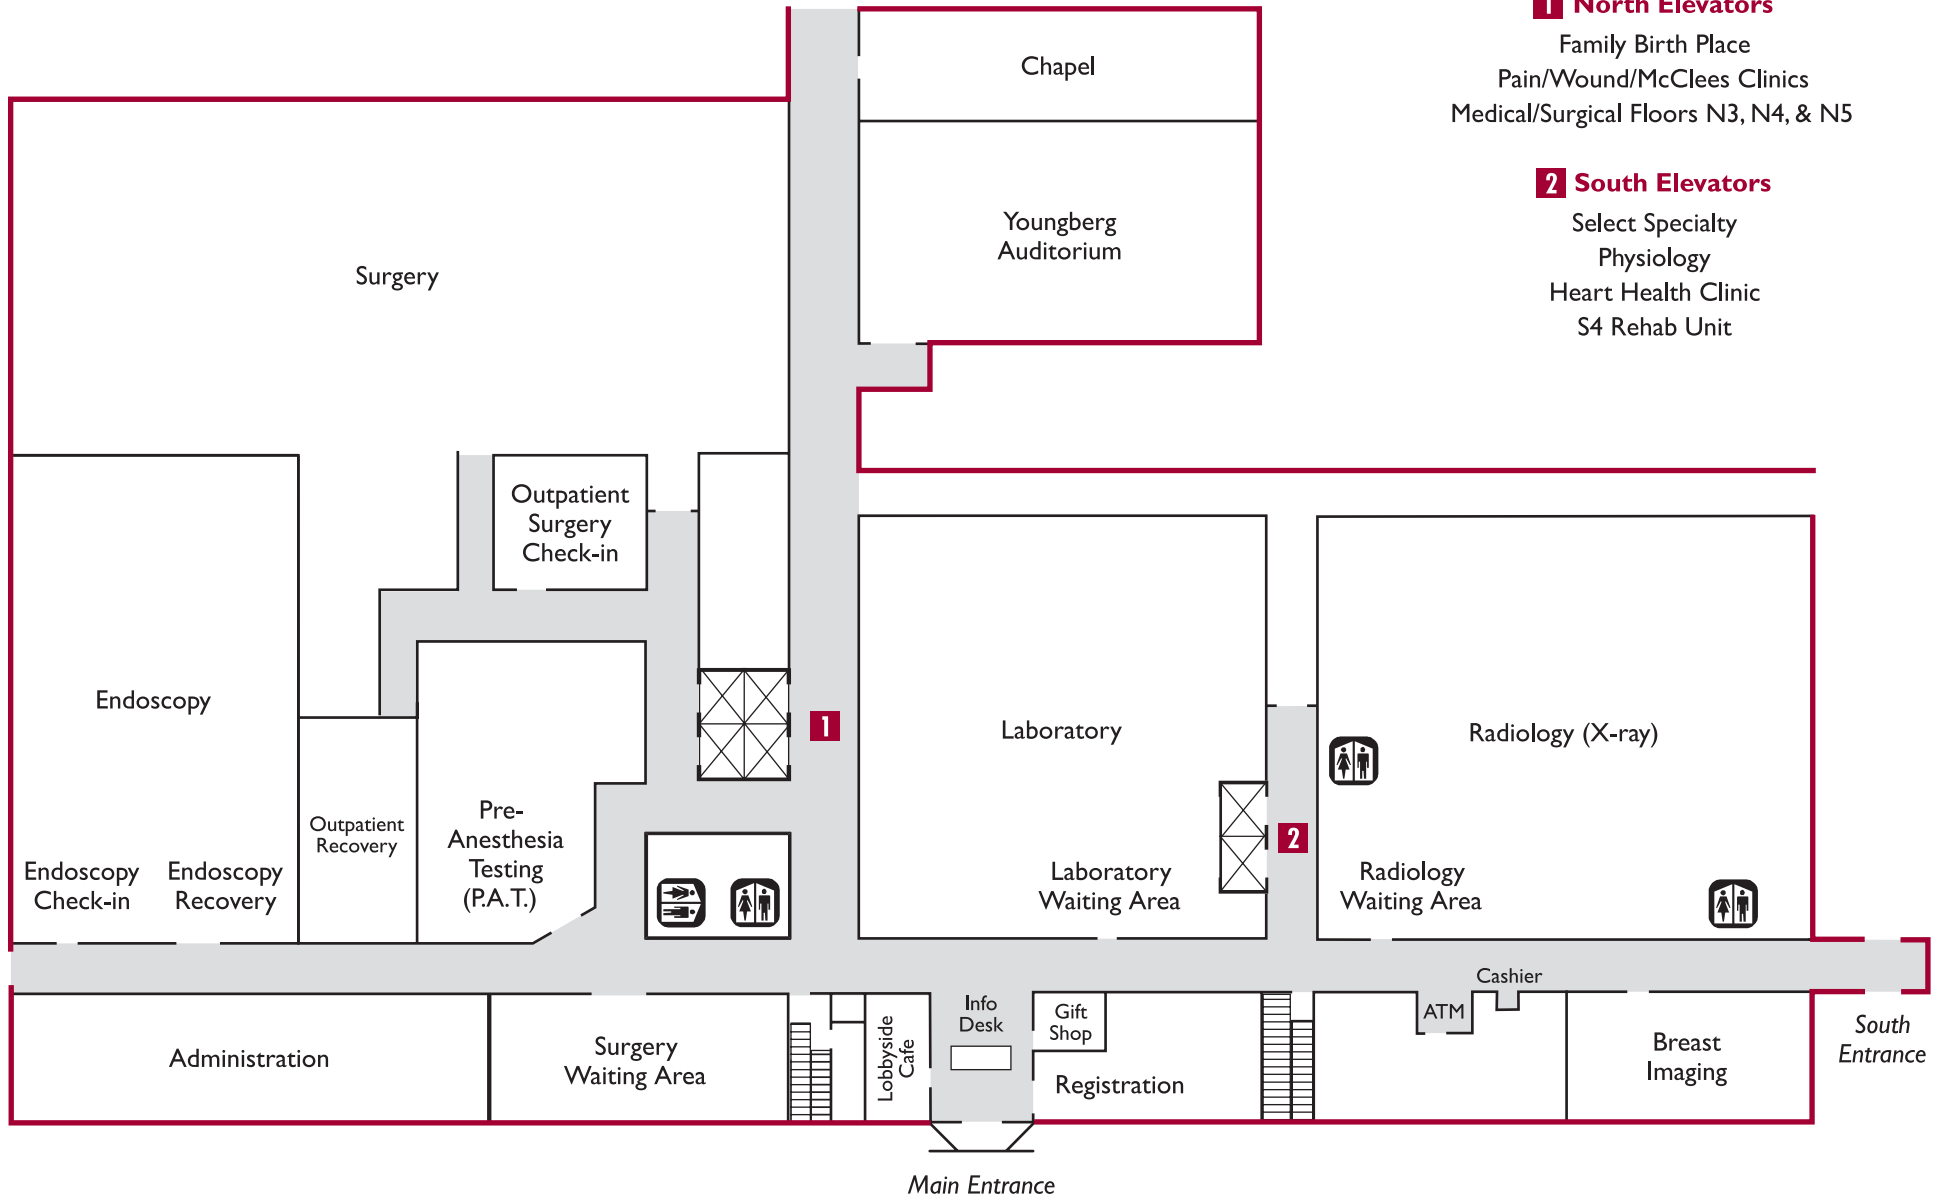 1 North Elevators
Family Birth Place
Pain/Wound/McClees Clinics
Medical/Surgical Floors N3, N4, & N5
2 South Elevators
Select Specialty
Physiology
Heart Health Clinic
S4 Rehab Unit
Chapel
Youngberg
Auditorium
Surgery
Outpatient
Surgery
Check-in
Endoscopy
1
Laboratory
Radiology (X-ray)
Outpatient
Recovery
Pre-
Anesthesia
Testing
(P.A.T.)
2
Endoscopy
Check-in
Endoscopy
Recovery
Laboratory
Waiting Area
Radiology
Waiting Area
Cashier
Info
Desk
Gift
Shop
ATM
South
Entrance
Administration
Surgery
Waiting Area
Lobbyside
Cafe
Registration
Breast
Imaging
Main Entrance